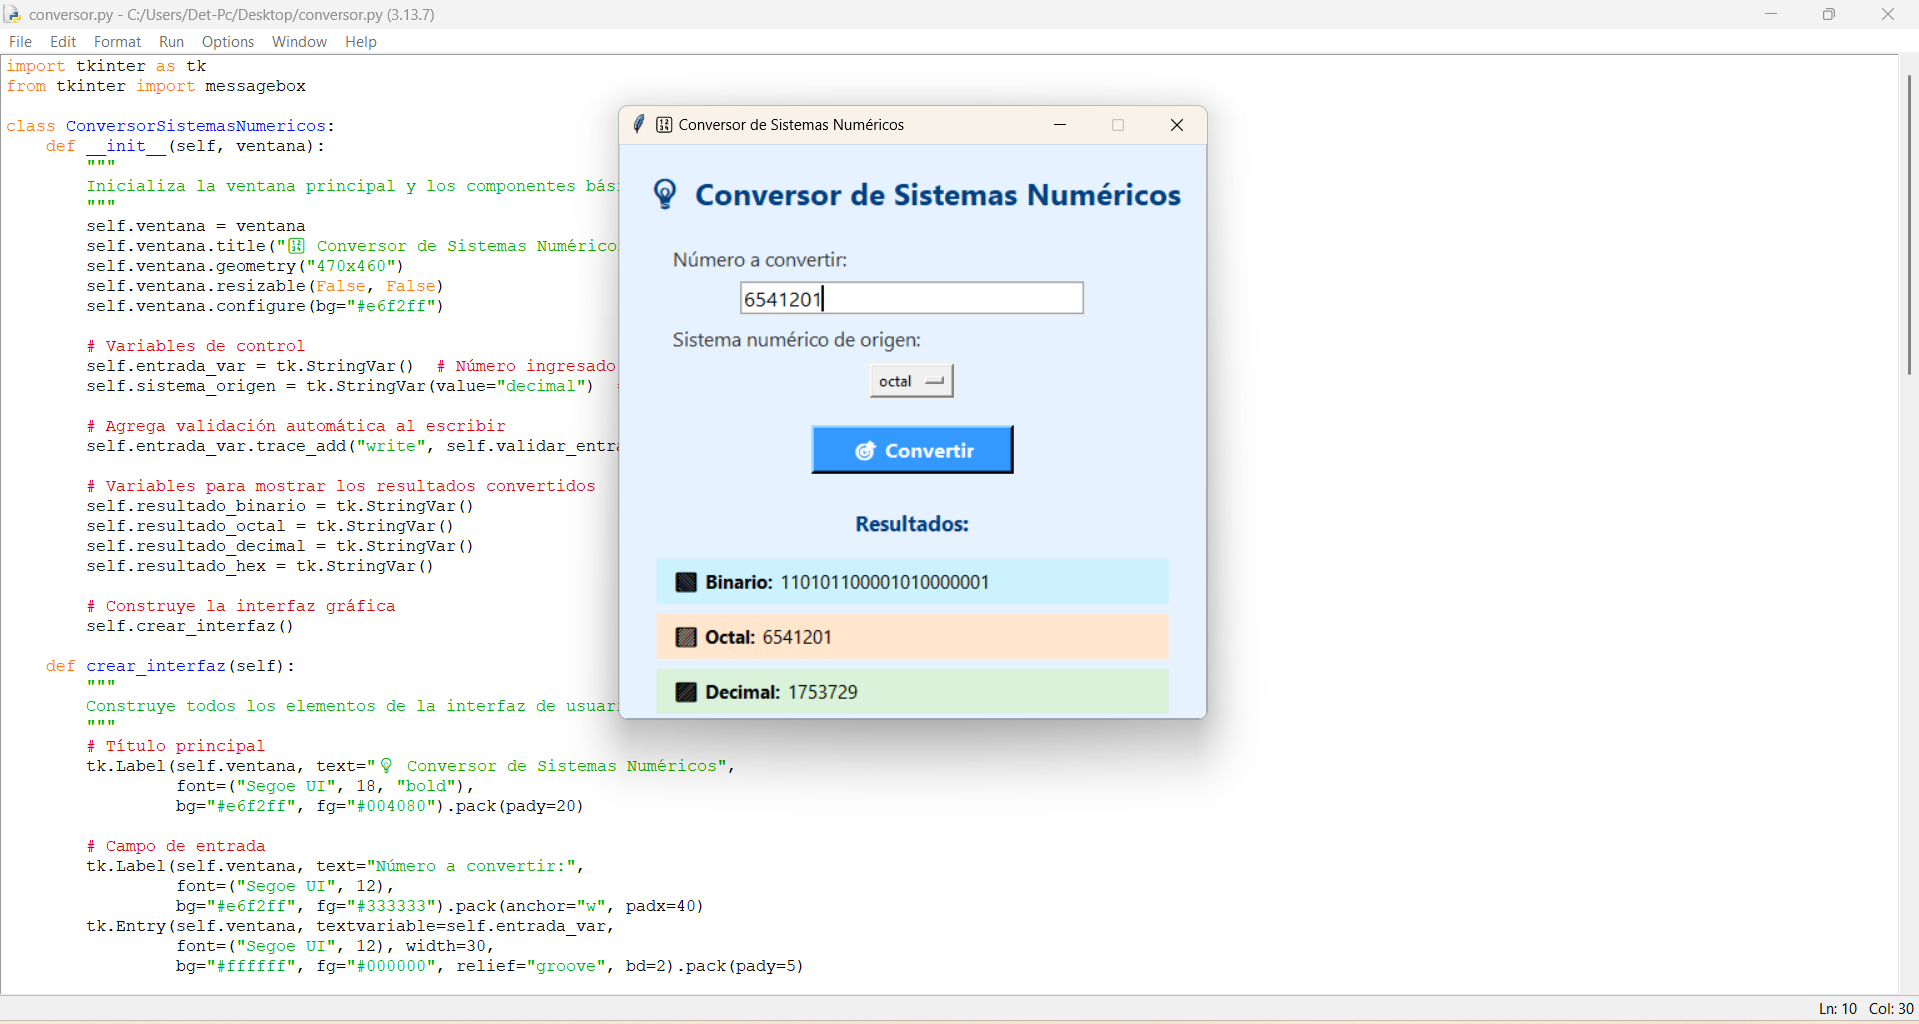 conversor.py - C:/Users/Det-Pc/Desktop/conversor.py (3.13.7)
File Edit Format Run Options Window Help
import tkinter as tk
from tkinter import messagebox
class ConversorSistemasNumericos:
def __init__(self, ventana):
"""
Inicializa la ventana principal y los componentes bás
"""
self.ventana = ventana
self.ventana.title("🔢 Conversor de Sistemas Numérico
self.ventana.geometry("470x460")
self.ventana.resizable(False, False)
self.ventana.configure(bg="#e6f2ff")
# Variables de control
self.entrada_var = tk.StringVar()  # Número ingresado
self.sistema_origen = tk.StringVar(value="decimal")  #
# Agrega validación automática al escribir
self.entrada_var.trace_add("write", self.validar_entra
# Variables para mostrar los resultados convertidos
self.resultado_binario = tk.StringVar()
self.resultado_octal = tk.StringVar()
self.resultado_decimal = tk.StringVar()
self.resultado_hex = tk.StringVar()
# Construye la interfaz gráfica
self.crear_interfaz()
def crear_interfaz(self):
"""
Construye todos los elementos de la interfaz de usuar
"""
# Título principal
tk.Label(self.ventana, text="💡 Conversor de Sistemas Numéricos",
font=("Segoe UI", 18, "bold"),
bg="#e6f2ff", fg="#004080").pack(pady=20)
# Campo de entrada
tk.Label(self.ventana, text="Número a convertir:",
font=("Segoe UI", 12),
bg="#e6f2ff", fg="#333333").pack(anchor="w", padx=40)
tk.Entry(self.ventana, textvariable=self.entrada_var,
font=("Segoe UI", 12), width=30,
bg="#ffffff", fg="#000000", relief="groove", bd=2).pack(pady=5)
🔢 Conversor de Sistemas Numéricos
💡 Conversor de Sistemas Numéricos
Número a convertir:
6541201
Sistema numérico de origen:
octal
🎯 Convertir
Resultados:
Binario: 110101100001010000001
Octal: 6541201
Decimal: 1753729
Ln: 10 Col: 30